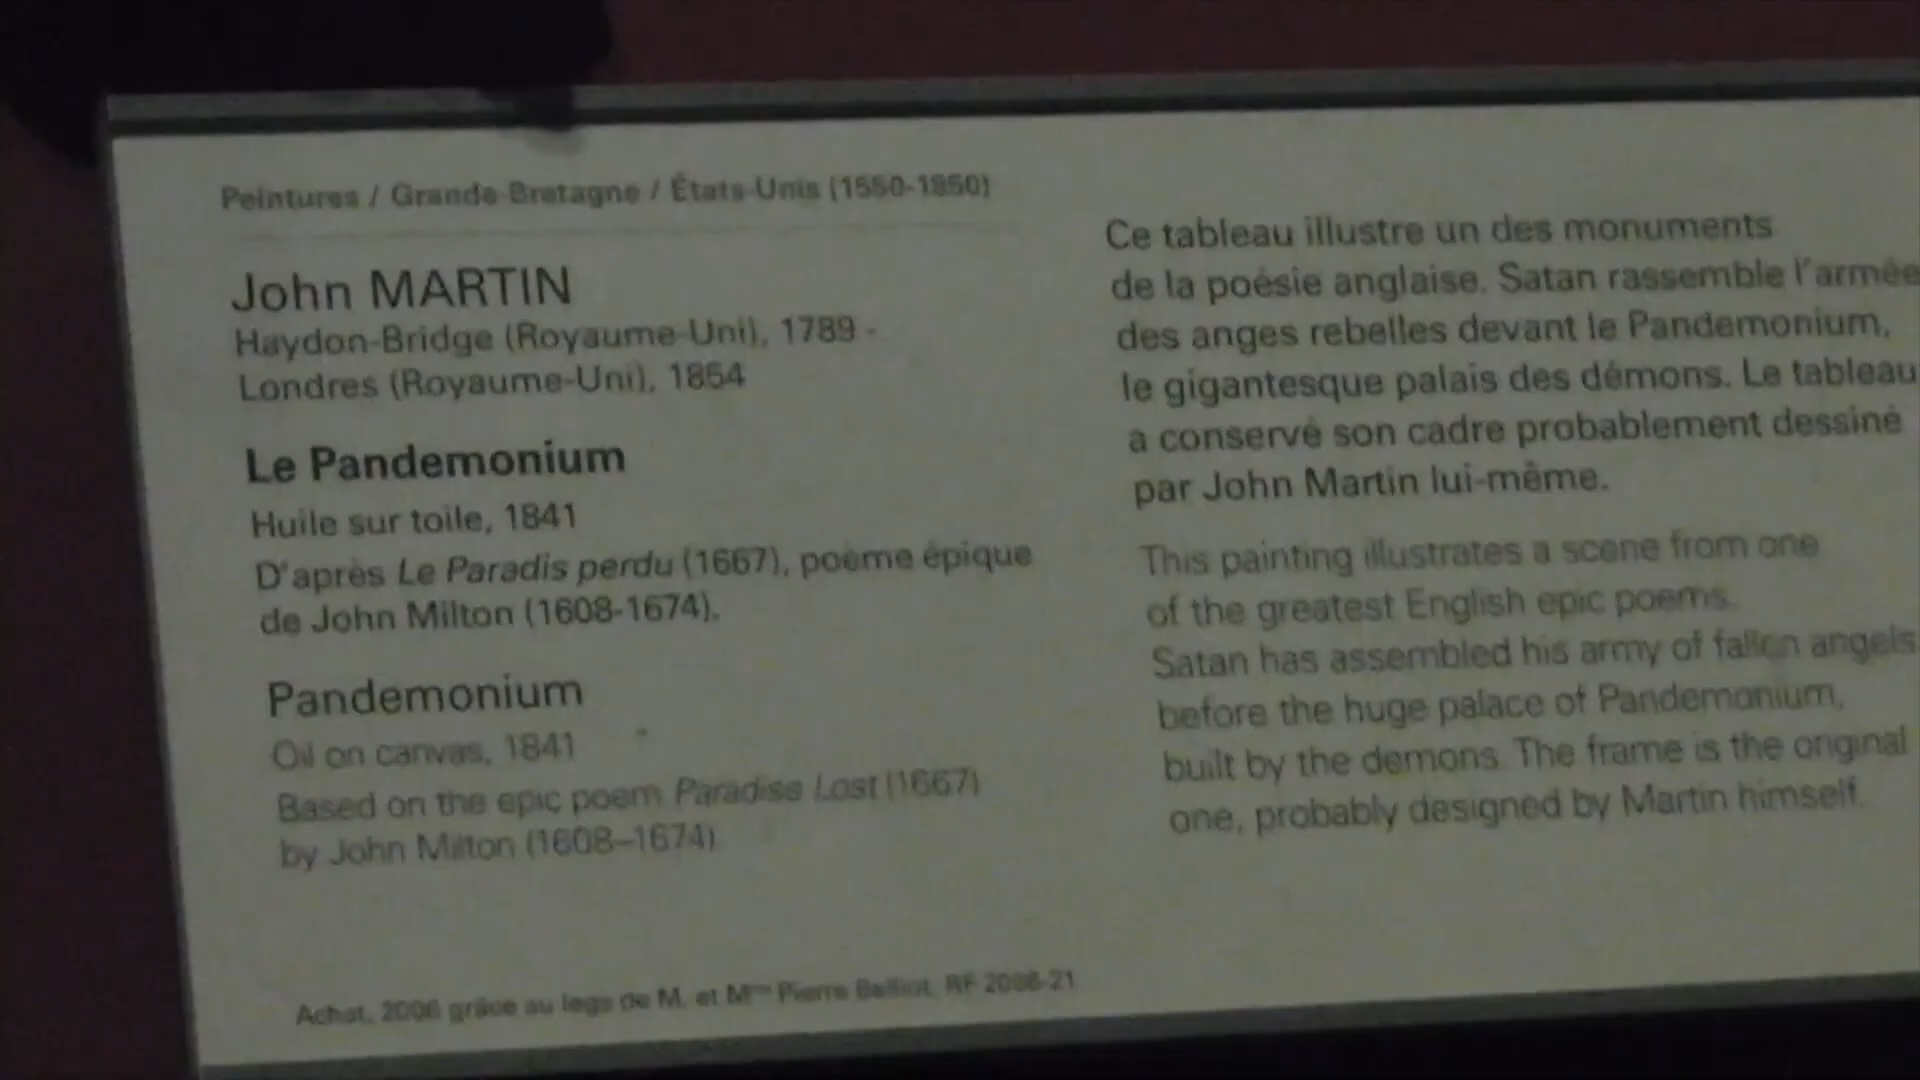 Peintures / Grande-Bretagne / États-Unis (1550-1850)
John MARTIN
Haydon-Bridge (Royaume-Uni), 1789 -
Londres (Royaume-Uni), 1854
Le Pandemonium
Huile sur toile, 1841
D'après Le Paradis perdu (1667), poème épique
de John Milton (1608-1674).
Pandemonium
Oil on canvas, 1841
Based on the epic poem Paradise Lost (1667)
by John Milton (1608–1674)
Achat, 2006 grâce au legs de M. et Mme Pierre RF 2006-21
Ce tableau illustre un des monuments
de la poésie anglaise. Satan rassemble l'armée
des anges rebelles devant le Pandemonium,
le gigantesque palais des démons. Le tableau
a conservé son cadre probablement dessiné
par John Martin lui-même.
This painting illustrates a scene from one
of the greatest English epic poems.
Satan has assembled his army of fallen angels
before the huge palace of Pandemonium,
built by the demons. The frame is the original
one, probably designed by Martin himself.